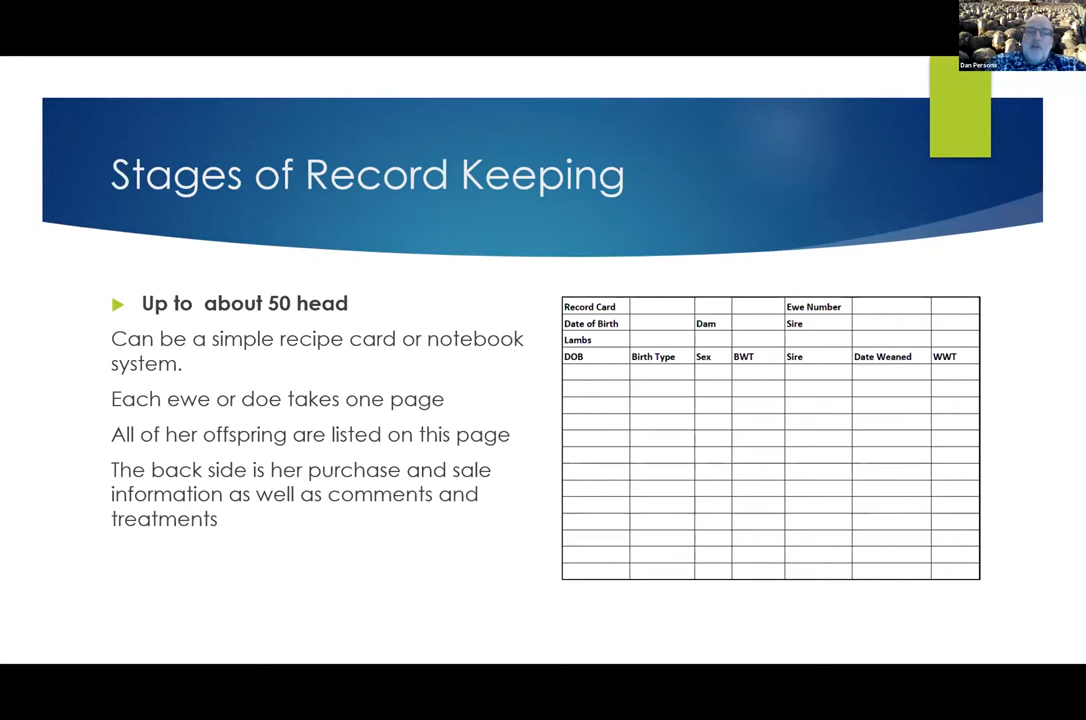 Dan Persons
Stages of Record Keeping
Up to about 50 head
Can be a simple recipe card or notebook
system.
Each ewe or doe takes one page
All of her offspring are listed on this page
The back side is her purchase and sale
information as well as comments and
treatments
Record Card Ewe Number
Date of Birth Dam Sire
Lambs
DOB Birth Type Sex BWT Sire Date Weaned WWT